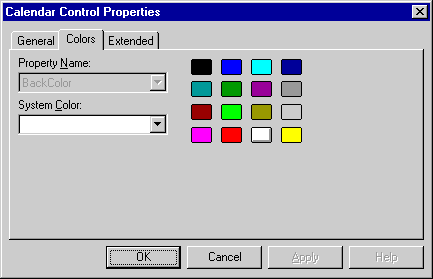 Calendar Control Properties
General Colors Extended
Property Name:
BackColor
System Color:
OK Cancel Apply Help